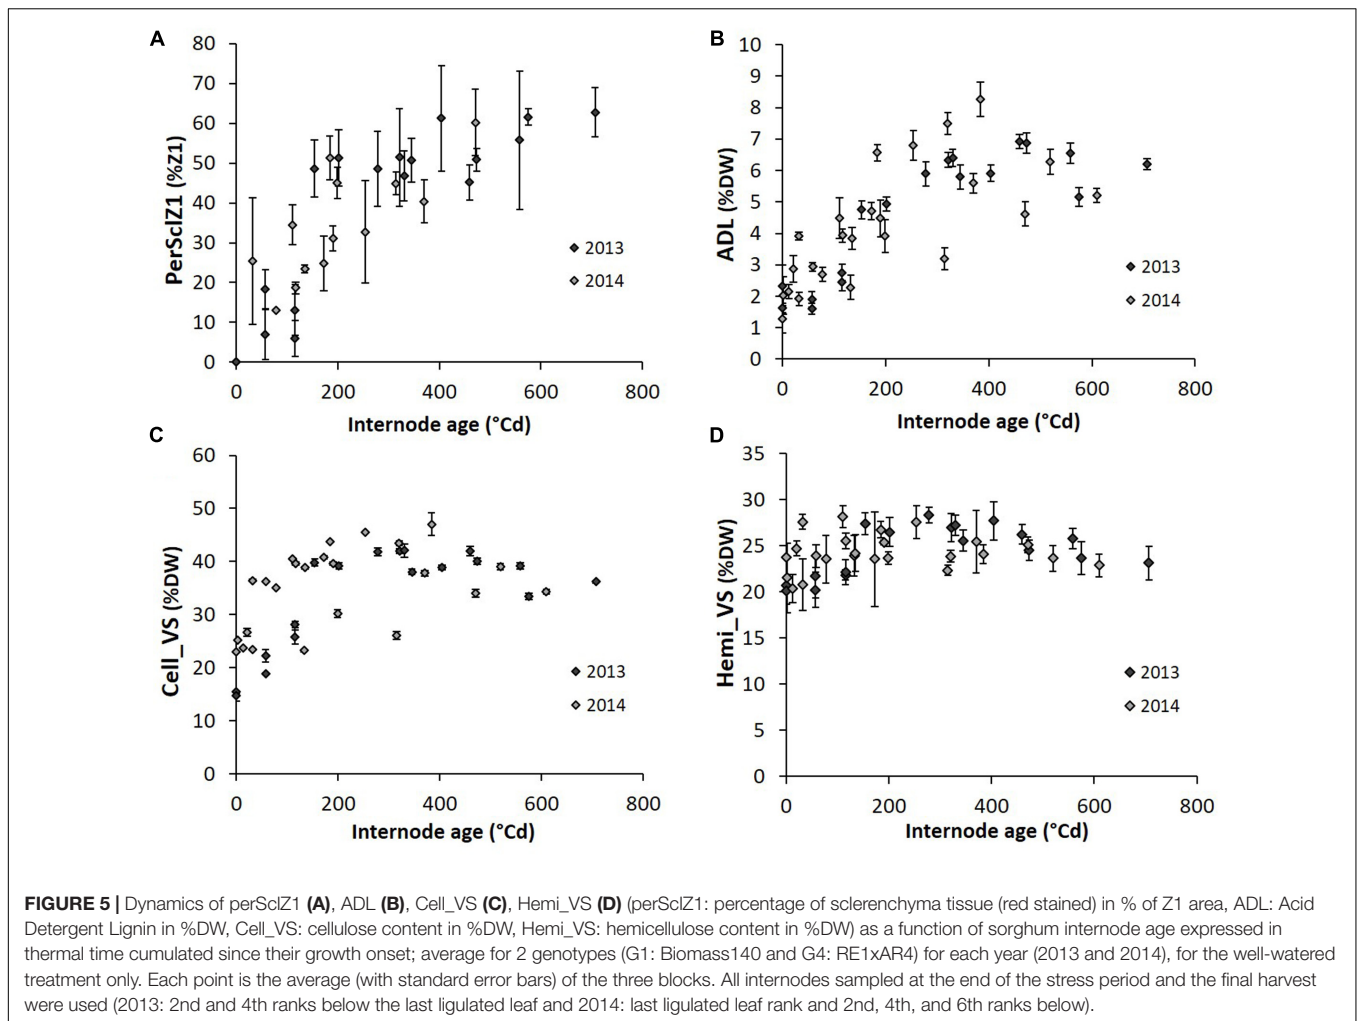 A
80
70
60
50
40
30
20
10
0
PerSclZ1 (%Z1)
0 200 400 600 800
Internode age (°Cd)
2013
2014
B
10
9
8
7
6
5
4
3
2
1
0
ADL (%DW)
0 200 400 600 800
Internode age (°Cd)
2013
2014
C
60
50
40
30
20
10
0
Cell_VS (%DW)
0 200 400 600 800
Internode age (°Cd)
2013
2014
D
35
30
25
20
15
10
5
0
Hemi_VS (%DW)
0 200 400 600 800
Internode age (°Cd)
2013
2014
FIGURE 5 | Dynamics of perSclZ1 (A), ADL (B), Cell_VS (C), Hemi_VS (D) (perSclZ1: percentage of sclerenchyma tissue (red stained) in % of Z1 area, ADL: Acid
Detergent Lignin in %DW, Cell_VS: cellulose content in %DW, Hemi_VS: hemicellulose content in %DW) as a function of sorghum internode age expressed in
thermal time cumulated since their growth onset; average for 2 genotypes (G1: Biomass140 and G4: RE1xAR4) for each year (2013 and 2014), for the well-watered
treatment only. Each point is the average (with standard error bars) of the three blocks. All internodes sampled at the end of the stress period and the final harvest
were used (2013: 2nd and 4th ranks below the last ligulated leaf and 2014: last ligulated leaf rank and 2nd, 4th, and 6th ranks below).